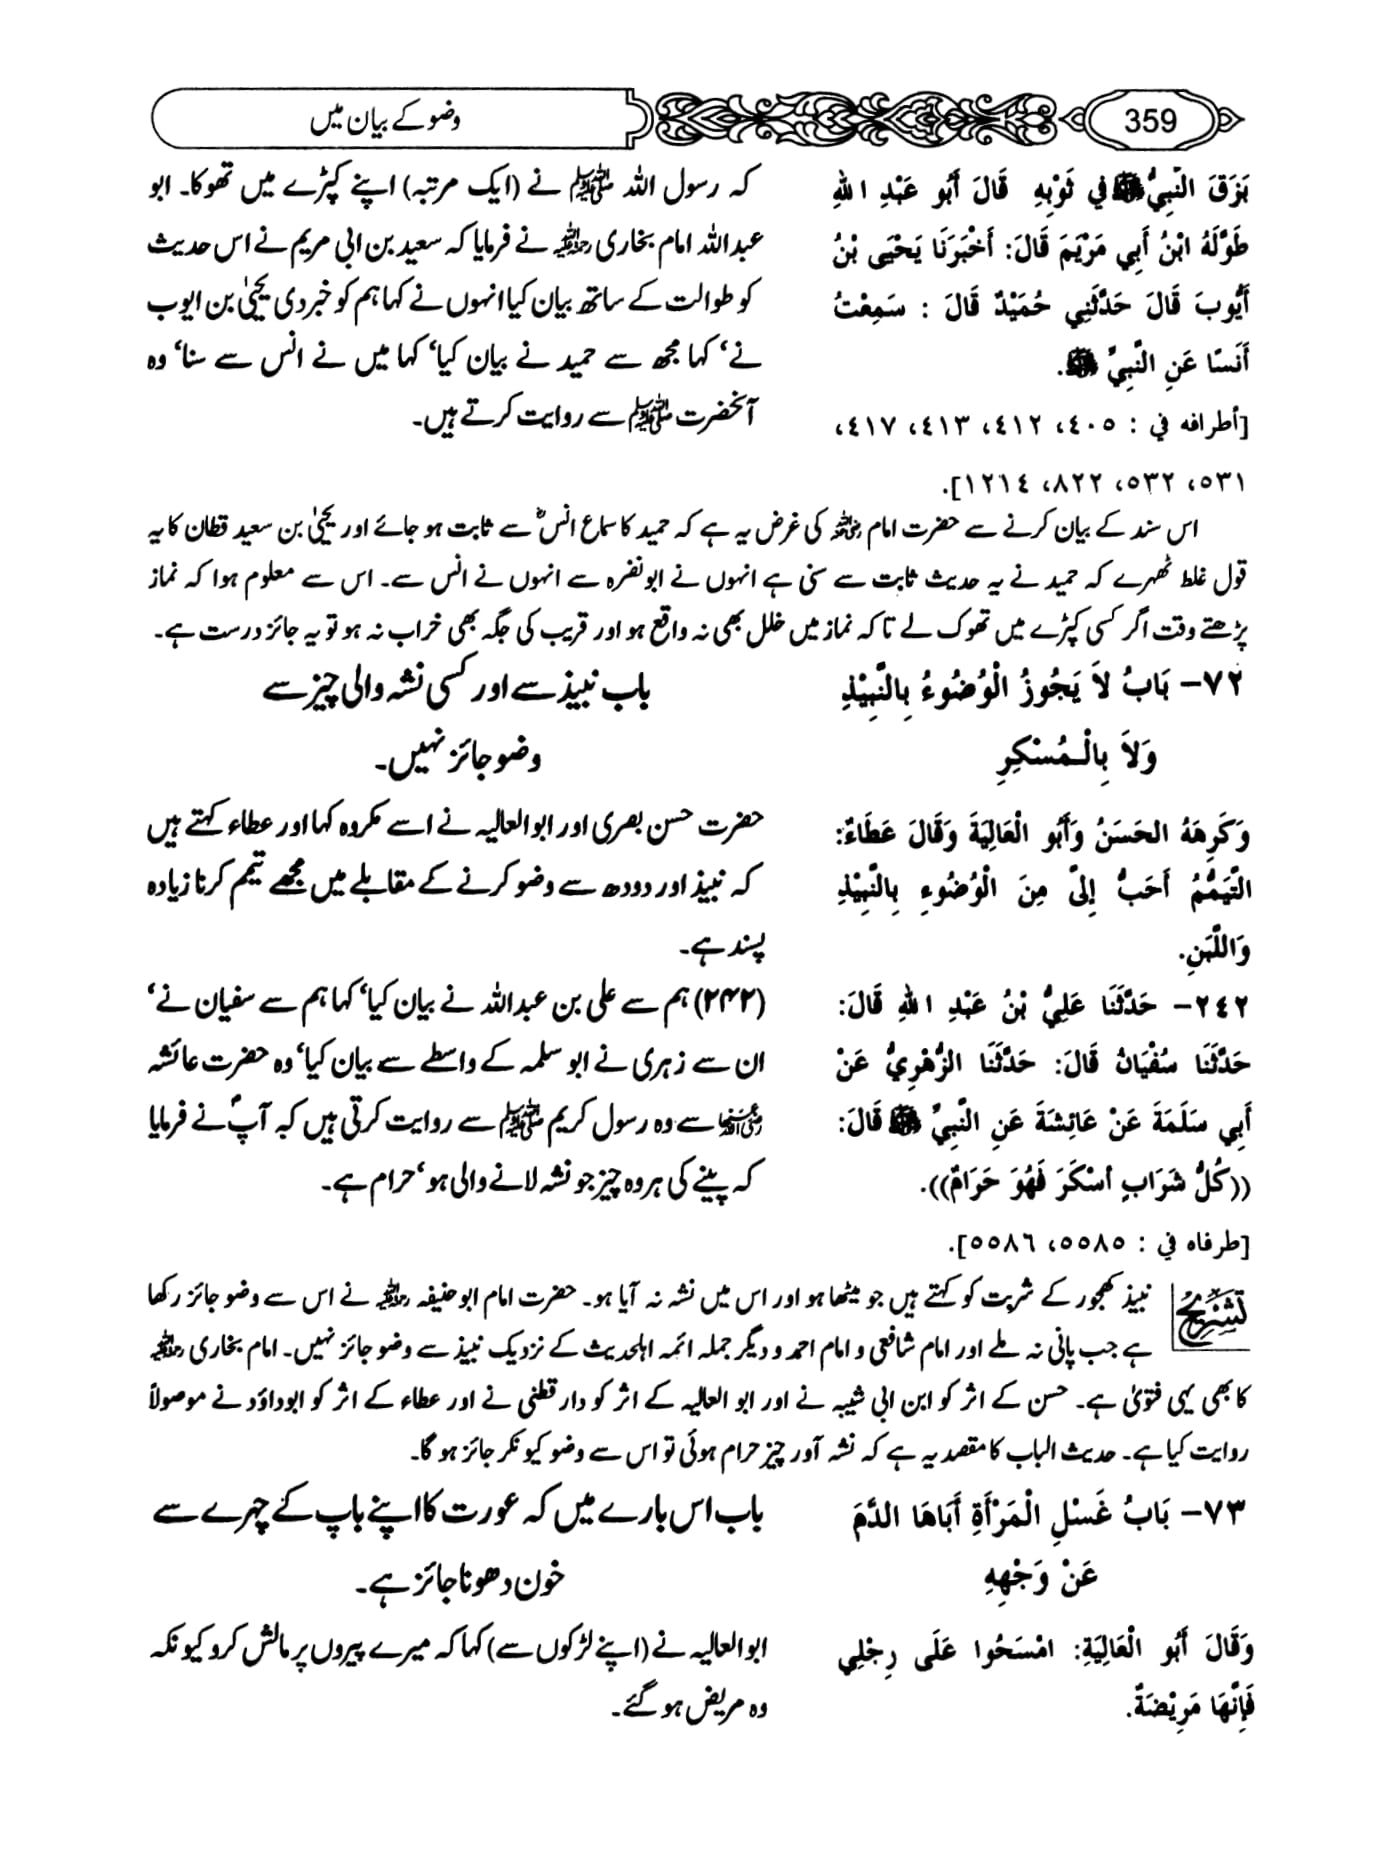 وضو کے بیان میں
359
بَزَقَ النَّبِيُّ ﷺ في ثَوْبِهِ قَالَ أَبُو عَبْدِ اللهِ
طَوَّلَهُ ابْنُ أَبِي مَرْيَمَ قَالَ: أَخْبَرَنَا يَحْيَى بْنُ
أَيُّوبَ قَالَ حَدَّثَنِي حُمَيْدٌ قَالَ : سَمِعْتُ
أَنَسًا عَنِ النَّبِيِّ ﷺ.
[أطرافه في : ٤٠٥، ٤١٢، ٤١٣، ٤١٧،
٥٣١، ٥٣٢، ٨٢٢، ١٢١٤].
کہ رسول اللہ ﷺ نے (ایک مرتبہ) اپنے کپڑے میں تھوکا۔ ابو
عبداللہ امام بخاری رحمہ اللہ نے فرمایا کہ سعید بن ابی مریم نے اس حدیث
کو طوالت کے ساتھ بیان کیا انہوں نے کہا ہم کو خبر دی یحییٰ بن ایوب
نے‘ کہا مجھ سے حمید نے بیان کیا‘ کہا میں نے انس سے سنا‘ وہ
آنحضرت ﷺ سے روایت کرتے ہیں۔
اس سند کے بیان کرنے سے حضرت امام رحمہ اللہ کی غرض یہ ہے کہ حمید کا سماع انسؓ سے ثابت ہو جائے اور یحییٰ بن سعید قطان کا یہ
قول غلط ٹھہرے کہ حمید نے یہ حدیث ثابت سے سنی ہے انہوں نے ابو نضرہ سے انہوں نے انس سے۔ اس سے معلوم ہوا کہ نماز
پڑھتے وقت اگر کسی کپڑے میں تھوک لے تاکہ نماز میں خلل بھی نہ واقع ہو اور قریب کی جگہ بھی خراب نہ ہو تو یہ جائز درست ہے۔
٧٢- بَابُ لاَ يَجُوزُ الْوُضُوءُ بِالنَّبِيْذِ
وَلاَ بِالْمُسْكِرِ
باب نبیذ سے اور کسی نشہ والی چیز سے
وضو جائز نہیں۔
وَكَرِهَهُ الحَسَنُ وَأَبُو الْعَالِيَةَ وَقَالَ عَطَاءٌ:
التَّيَمُّمُ أَحَبُّ إِلَيَّ مِنَ الْوُضُوءِ بِالنَّبِيْذِ
وَاللَّبَنِ.
حضرت حسن بصری اور ابوالعالیہ نے اسے مکروہ کہا اور عطاء کہتے ہیں
کہ نبیذ اور دودھ سے وضو کرنے کے مقابلے میں مجھے تیمم کرنا زیادہ
پسند ہے۔
٢٤٢- حَدَّثَنَا عَلِيُّ بْنُ عَبْدِ اللهِ قَالَ:
حَدَّثَنَا سُفْيَانُ قَالَ: حَدَّثَنَا الزُّهْرِيُّ عَنْ
أَبِي سَلَمَةَ عَنْ عَائِشَةَ عَنِ النَّبِيِّ ﷺ قَالَ:
((كُلُّ شَرَابٍ أسْكَرَ فَهُوَ حَرَامٌ)).
[طرفاه في : ٥٥٨٥، ٥٥٨٦].
(۲۴۲) ہم سے علی بن عبداللہ نے بیان کیا‘ کہا ہم سے سفیان نے‘
ان سے زہری نے ابو سلمہ کے واسطے سے بیان کیا‘ وہ حضرت عائشہ
رضی اللہ عنہا سے وہ رسول کریم ﷺ سے روایت کرتی ہیں کہ آپؐ نے فرمایا
کہ پینے کی ہر وہ چیز جو نشہ لانے والی ہو‘ حرام ہے۔
تشریح نبیذ کھجور کے شربت کو کہتے ہیں جو میٹھا ہو اور اس میں نشہ نہ آیا ہو۔ حضرت امام ابو حنیفہ رحمہ اللہ نے اس سے وضو جائز رکھا
ہے جب پانی نہ ملے اور امام شافعی و امام احمد و دیگر جملہ ائمہ اہلحدیث کے نزدیک نبیذ سے وضو جائز نہیں۔ امام بخاری رحمہ اللہ
کا بھی یہی فتویٰ ہے۔ حسن کے اثر کو ابن ابی شیبہ نے اور ابو العالیہ کے اثر کو دار قطنی نے اور عطاء کے اثر کو ابوداؤد نے موصولاً
روایت کیا ہے۔ حدیث الباب کا مقصد یہ ہے کہ نشہ آور چیز حرام ہوئی تو اس سے وضو کیونکر جائز ہو گا۔
٧٣- بَابُ غَسْلِ الْمَرْأَةِ أَبَاهَا الدَّمَ
عَنْ وَجْهِهِ
باب اس بارے میں کہ عورت کا اپنے باپ کے چہرے سے
خون دھونا جائز ہے۔
وَقَالَ أَبُو الْعَالِيَةِ: امْسَحُوا عَلَى رِجْلِي
فَإِنَّهَا مَرِيْضَةٌ.
ابوالعالیہ نے (اپنے لڑکوں سے) کہا کہ میرے پیروں پر مالش کرو کیونکہ
وہ مریض ہو گئے۔